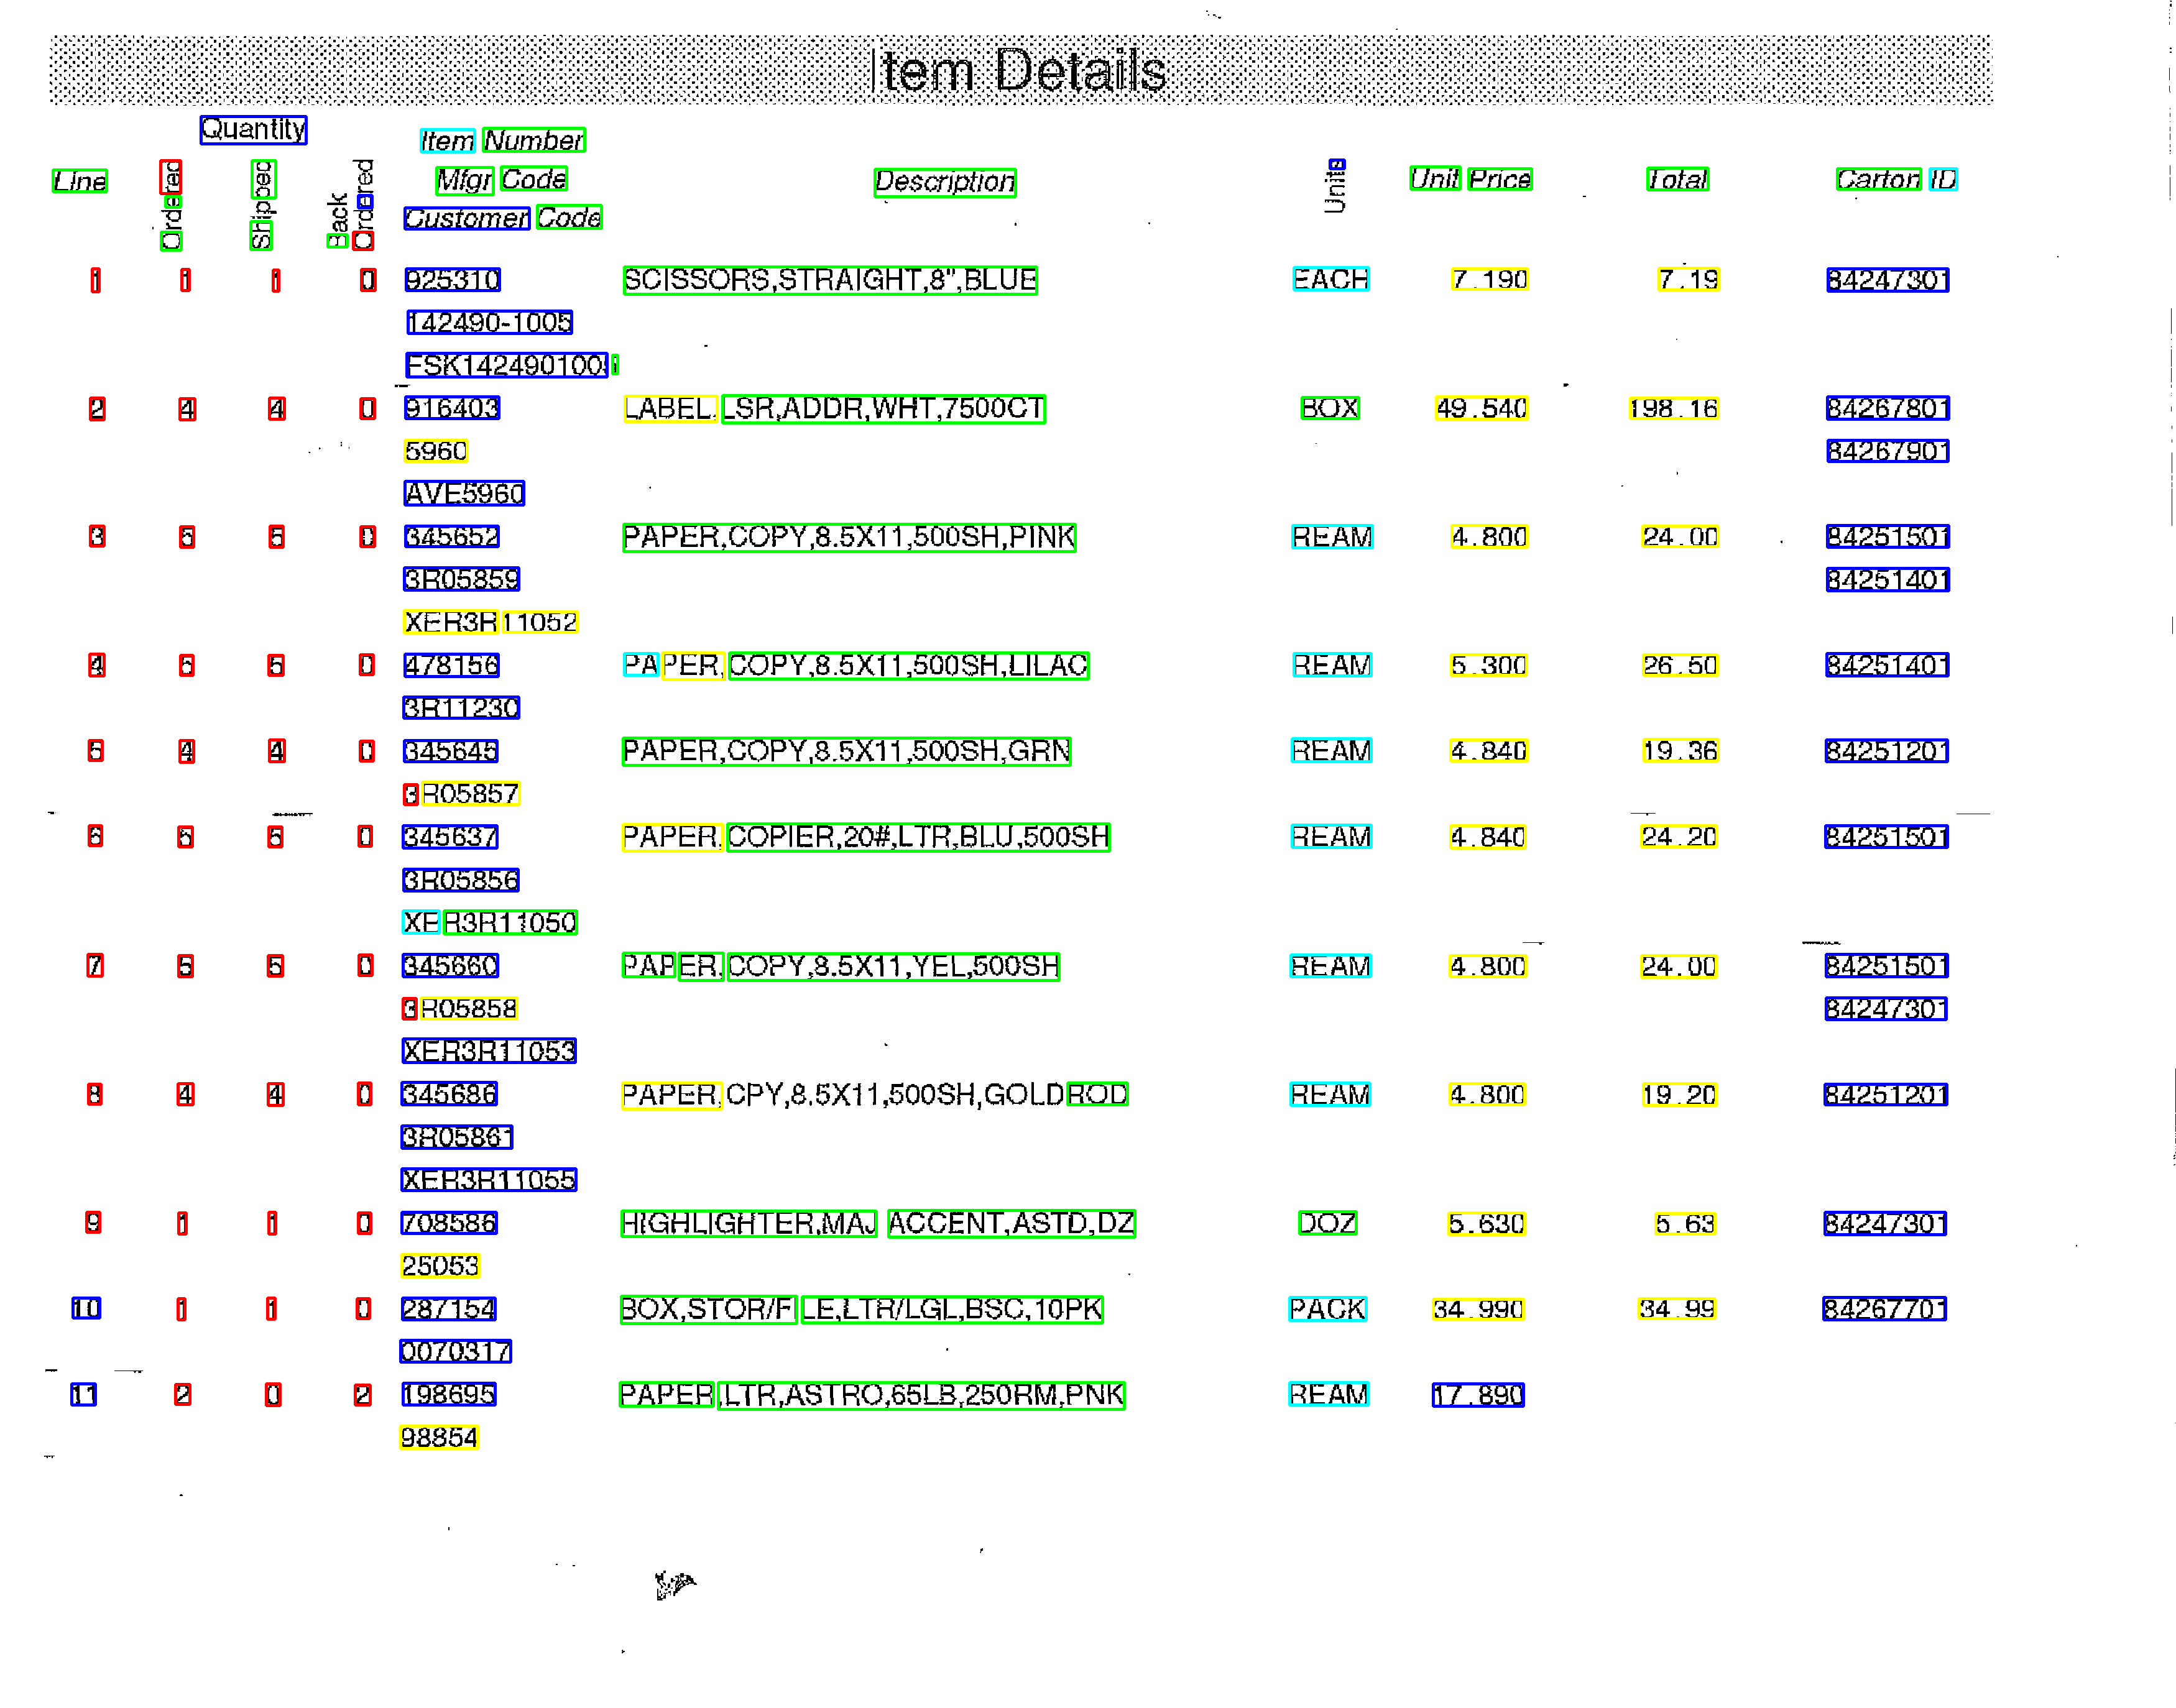 Item Details
Quantity
Item Number
Line Ordered Shipped Back Ordered Mfgr Code Description Units Unit Price Total Carton ID
Customer Code
1 1 1 0 925310 SCISSORS,STRAIGHT,8",BLUE EACH 7.190 7.19 84247301
142490-1005
FSK1424901005
2 4 4 0 916403 LABEL,LSR,ADDR,WHT,7500CT BOX 49.540 198.16 84267801
5960 84267901
AVE5960
3 5 5 0 345652 PAPER,COPY,8.5X11,500SH,PINK REAM 4.800 24.00 84251501
3R05859 84251401
XER3R11052
4 5 5 0 478156 PAPER,COPY,8.5X11,500SH,LILAC REAM 5.300 26.50 84251401
3R11230
5 4 4 0 345645 PAPER,COPY,8.5X11,500SH,GRN REAM 4.840 19.36 84251201
3R05857
6 5 5 0 345637 PAPER,COPIER,20#,LTR,BLU,500SH REAM 4.840 24.20 84251501
3R05856
XER3R11050
7 5 5 0 345660 PAPER,COPY,8.5X11,YEL,500SH REAM 4.800 24.00 84251501
3R05858 84247301
XER3R11053
8 4 4 0 345686 PAPER,CPY,8.5X11,500SH,GOLDROD REAM 4.800 19.20 84251201
3R05861
XER3R11055
9 1 1 0 708586 HIGHLIGHTER,MAJ ACCENT,ASTD,DZ DOZ 5.630 5.63 84247301
25053
10 1 1 0 287154 BOX,STOR/FILE,LTR/LGL,BSC,10PK PACK 34.990 34.99 84267701
0070317
11 2 0 2 198695 PAPER,LTR,ASTRO,65LB,250RM,PNK REAM 17.890
98854